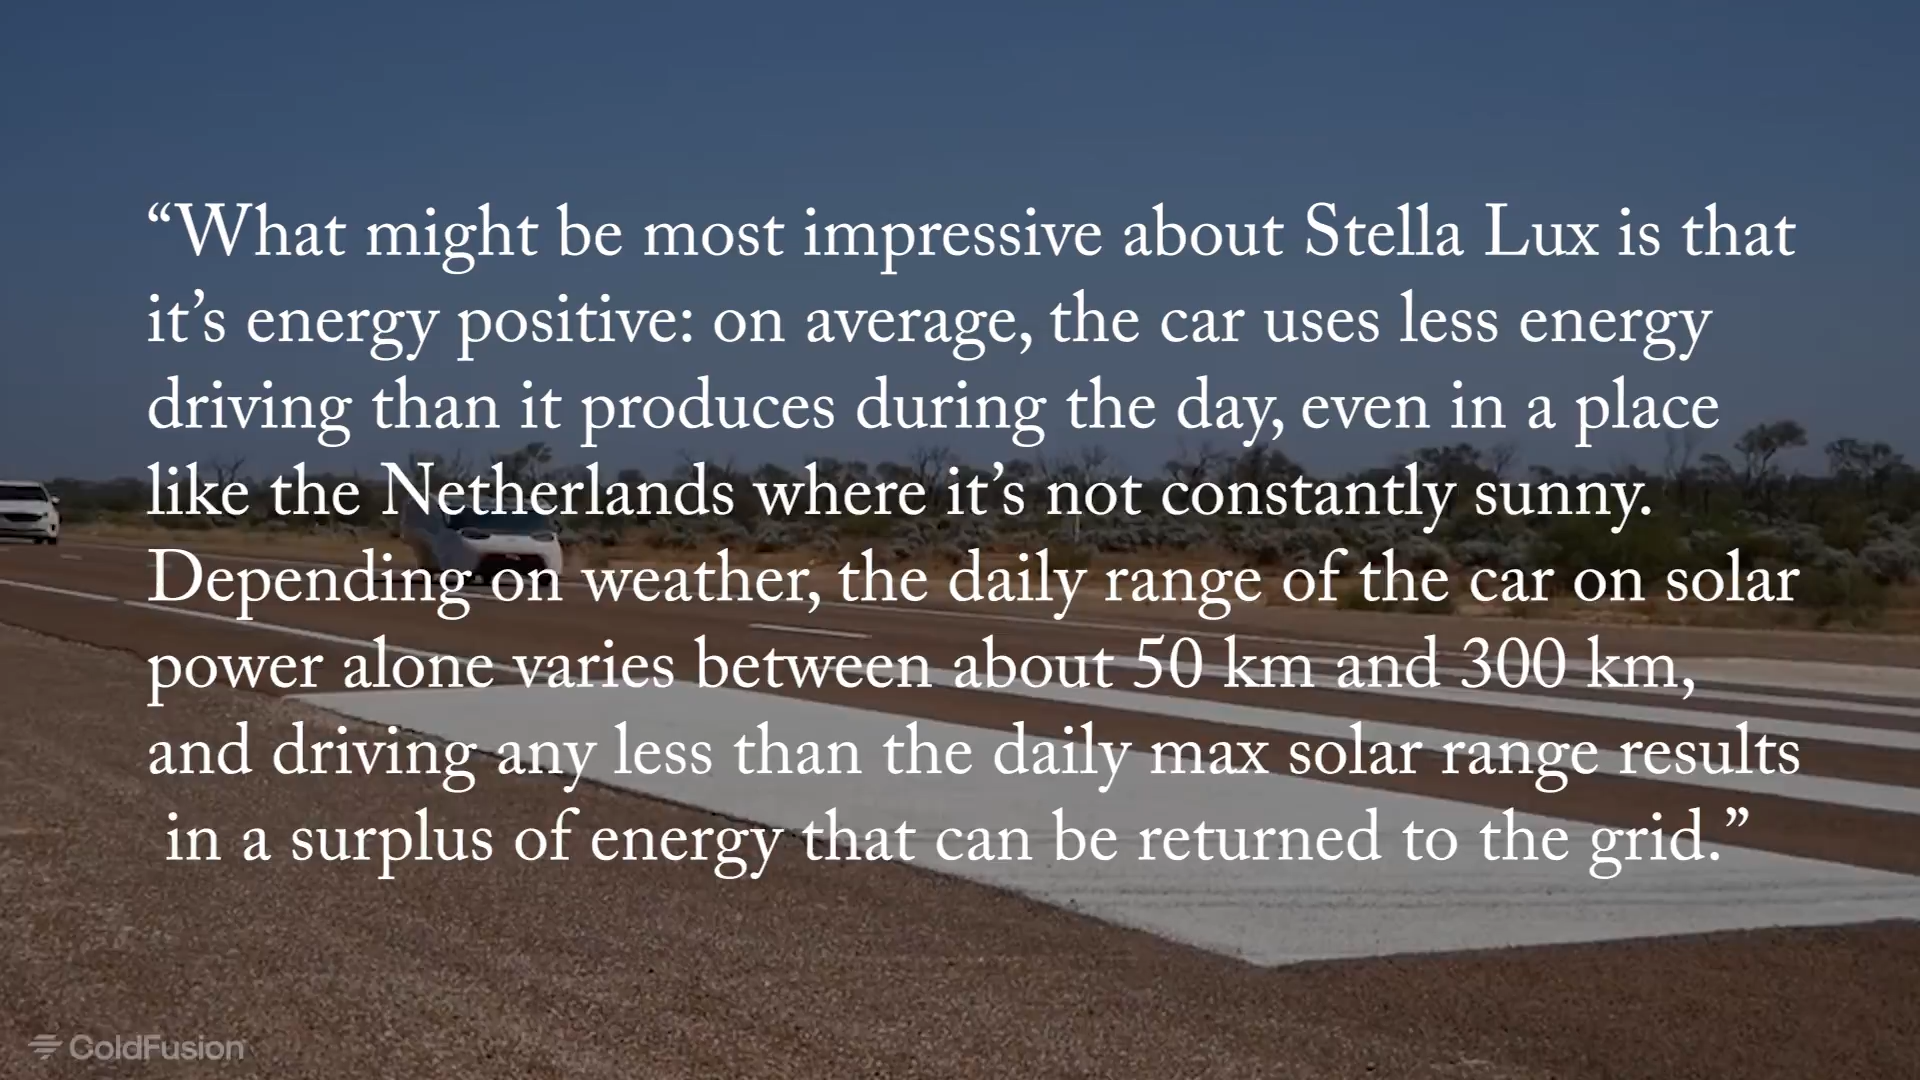 “What might be most impressive about Stella Lux is that
it’s energy positive: on average, the car uses less energy
driving than it produces during the day, even in a place
like the Netherlands where it’s not constantly sunny.
Depending on weather, the daily range of the car on solar
power alone varies between about 50 km and 300 km,
and driving any less than the daily max solar range results
in a surplus of energy that can be returned to the grid.”
ColdFusion